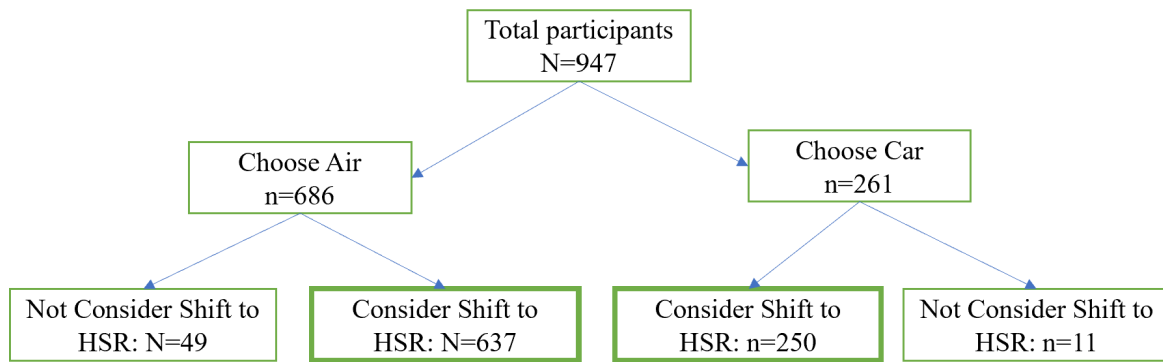 Total participants
N=947
Choose Air
n=686
Choose Car
n=261
Not Consider Shift to
HSR: N=49
Consider Shift to
HSR: N=637
Consider Shift to
HSR: n=250
Not Consider Shift to
HSR: n=11